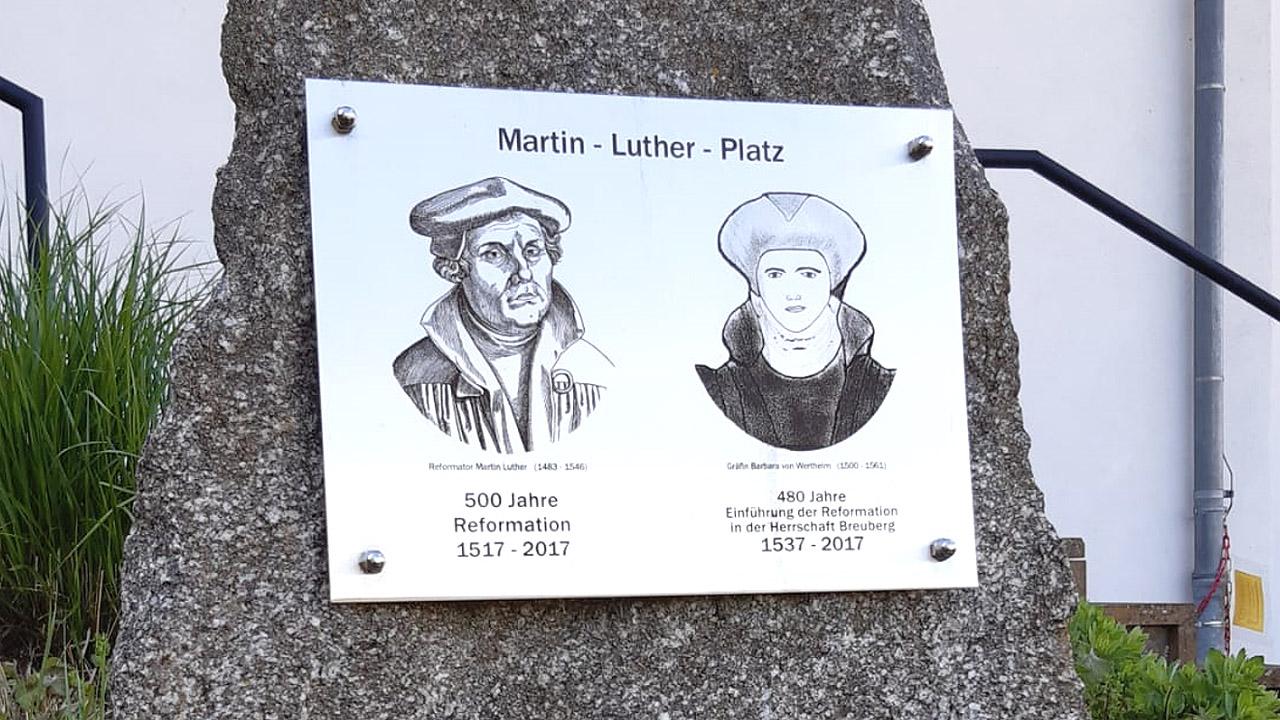 Martin - Luther - Platz
Reformator Martin Luther (1483 - 1546)
500 Jahre
Reformation
1517 - 2017
Gräfin Barbara von Wertheim (1500 - 1561)
480 Jahre
Einführung der Reformation
in der Herrschaft Breuberg
1537 - 2017